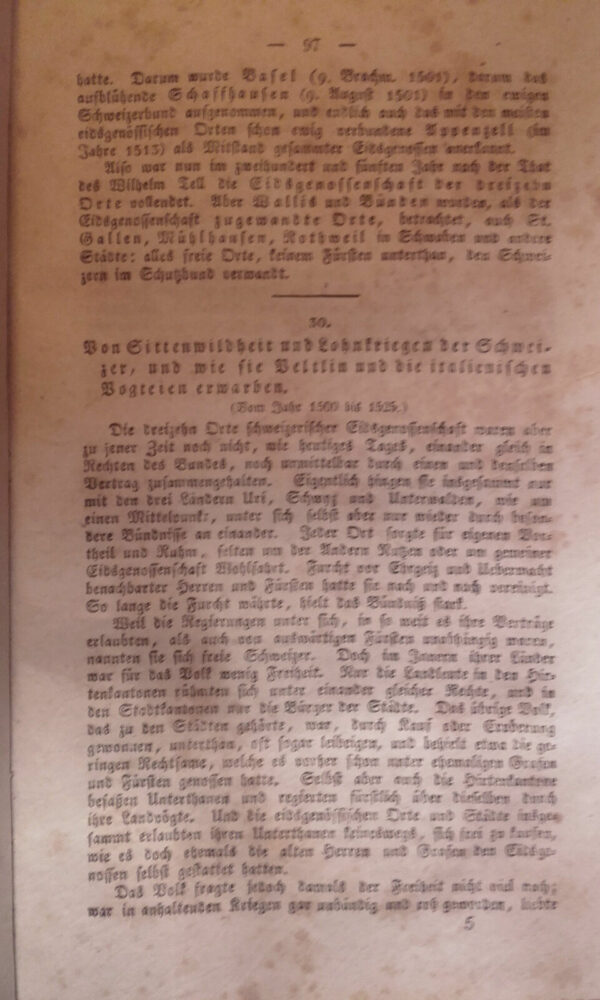 — 97 —
hatte. Darum wurde Basel (9. Brachm. 1501), darum das
aufblühende Schaffhausen (9. August 1501) in den ewigen
Schweizerbund aufgenommen, und endlich auch das mit den meisten
eidsgenössischen Orten schon ewig verbundene Appenzell (im
Jahre 1513) als Mitstand gesammter Eidsgenossen anerkannt.
Also war nun im zweihundert und fünften Jahr nach der That
des Wilhelm Tell die Eidsgenossenschaft der dreizehn
Orte vollendet. Aber Wallis und Bünden wurden, als der
Eidsgenossenschaft zugewandte Orte, betrachtet, auch St.
Gallen, Mühlhausen, Rothweil in Schwaben und andere
Städte: alles freie Orte, keinem Fürsten unterthan, den Schwei-
zern im Schutzbund verwandt.
30.
Von Sittenwildheit und Lohnkriegen der Schwei-
zer, und wie sie Veltlin und die italienischen
Vogteien erwarben.
(Vom Jahr 1500 bis 1525.)
Die dreizehn Orte schweizerischer Eidsgenossenschaft waren aber
zu jener Zeit noch nicht, wie heutiges Tages, einander gleich in
Rechten des Bundes, noch unmittelbar durch einen und denselben
Vertrag zusammengehalten. Eigentlich hingen sie insgesammt nur
mit den drei Ländern Uri, Schwyz und Unterwalden, wie um
einen Mittelpunkt, unter sich selbst aber nur wieder durch beson-
dere Bündnisse an einander. Jeder Ort sorgte für eigenen Vor-
theil und Ruhm, selten um der Andern Nutzen oder um gemeiner
Eidsgenossenschaft Wohlfahrt. Furcht vor Ehrgeiz und Uebermacht
benachbarter Herren und Fürsten hatte sie nach und nach vereinigt.
So lange die Furcht währte, hielt das Bündniß stark.
Weil die Regierungen unter sich, in so weit es ihre Verträge
erlaubten, als auch von auswärtigen Fürsten unabhängig waren,
nannten sie sich freie Schweizer. Doch im Innern ihrer Länder
war für das Volk wenig Freiheit. Nur die Landleute in den Hir-
tenkantonen rühmten sich unter einander gleicher Rechte, und in
den Stadtkantonen nur die Bürger der Städte. Das übrige Volk,
das zu den Städten gehörte, war, durch Kauf oder Eroberung
gewonnen, unterthan, oft sogar leibeigen, und behielt etwa die ge-
ringen Rechtsame, welche es vorher schon unter ehemaligen Grafen
und Fürsten genossen hatte. Selbst aber auch die Hirtenkantone
besaßen Unterthanen und regierten fürstlich über dieselben durch
ihre Landvögte. Und die eidsgenössischen Orte und Städte insge-
sammt erlaubten ihren Unterthanen keineswegs, sich frei zu kaufen,
wie es doch ehemals die alten Herren und Grafen den Eidsge-
nossen selbst gestattet hatten.
Das Volk fragte jedoch damals der Freiheit nicht viel nach;
war in anhaltenden Kriegen gar unbändig und roh geworden, liebte
5